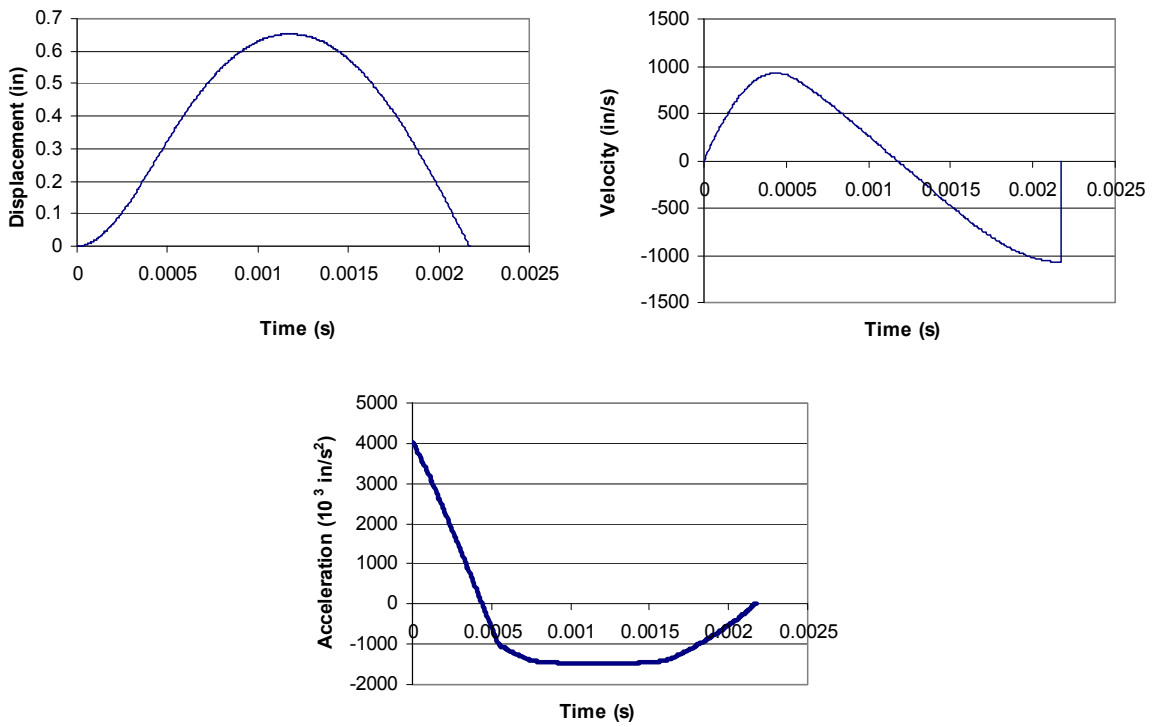 Displacement (in)
0.7
0.6
0.5
0.4
0.3
0.2
0.1
0
0 0.0005 0.001 0.0015 0.002 0.0025
Time (s)
Velocity (in/s)
1500
1000
500
0
-500
-1000
-1500
0 0.0005 0.001 0.0015 0.002 0.0025
Time (s)
Acceleration (10³ in/s²)
5000
4000
3000
2000
1000
0
-1000
-2000
0 0.0005 0.001 0.0015 0.002 0.0025
Time (s)